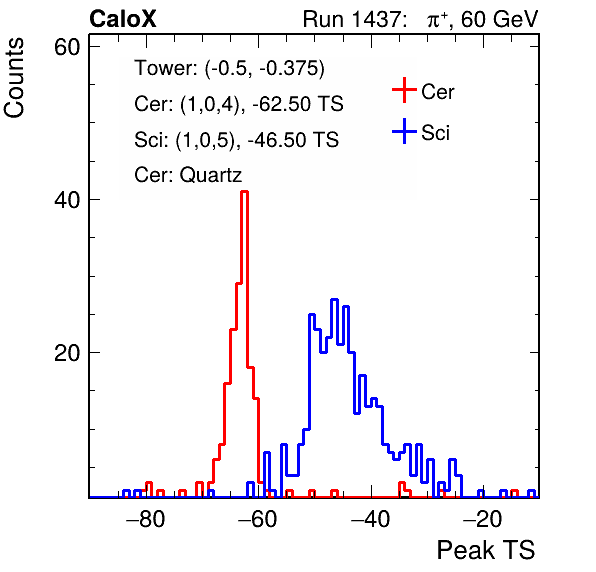 CaloX Run 1437: π⁺, 60 GeV
Counts
60
40
20
Tower: (-0.5, -0.375)
Cer: (1,0,4), -62.50 TS
Sci: (1,0,5), -46.50 TS
Cer: Quartz
Cer
Sci
−80 −60 −40 −20
Peak TS